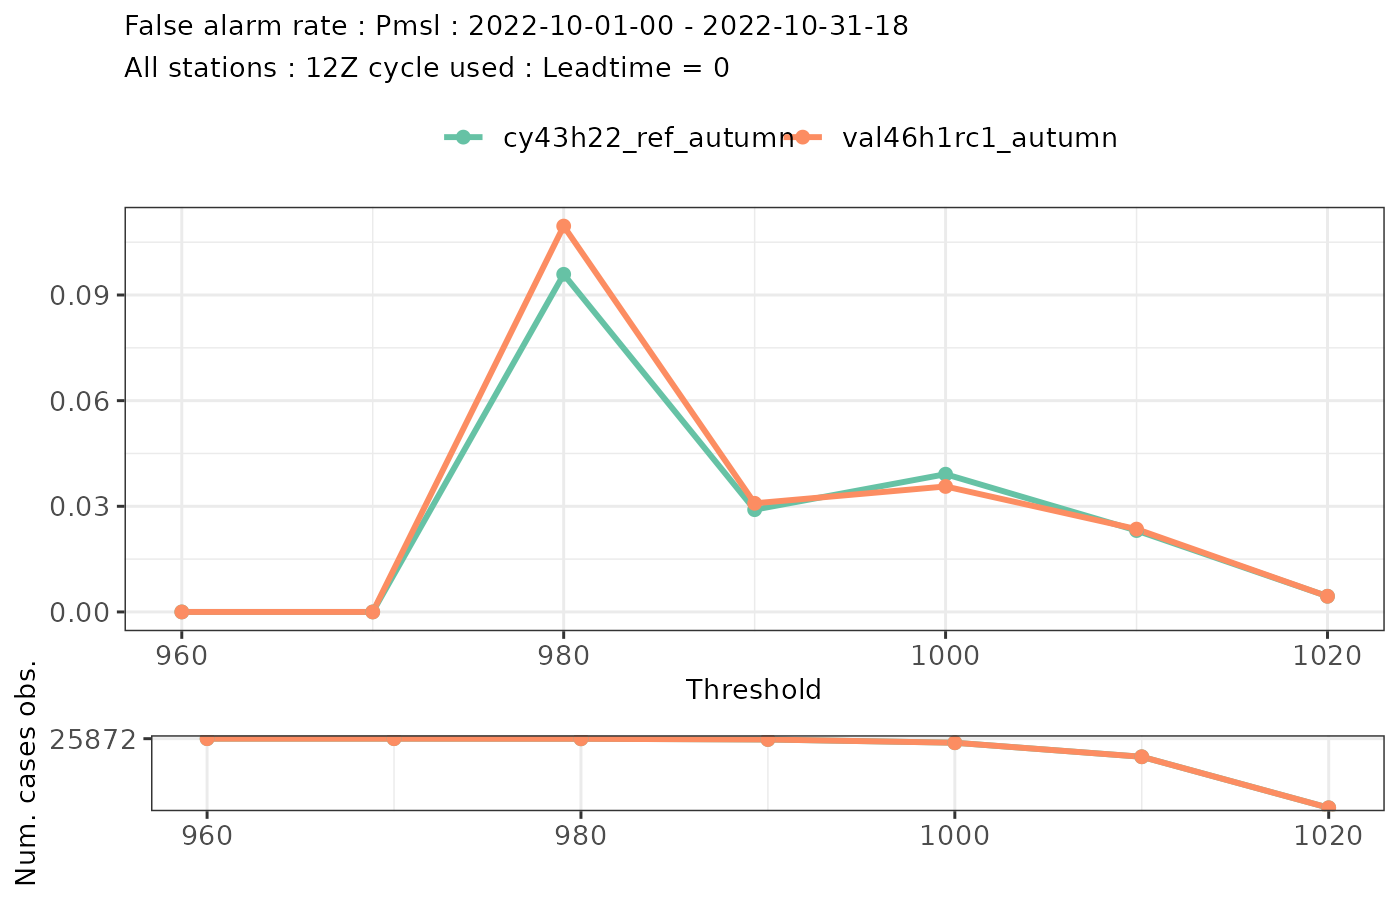 False alarm rate : Pmsl : 2022-10-01-00 - 2022-10-31-18
All stations : 12Z cycle used : Leadtime = 0
cy43h22_ref_autumn val46h1rc1_autumn
0.09
0.06
0.03
0.00
960 980 1000 1020
Threshold
Num. cases obs.
25872
960 980 1000 1020